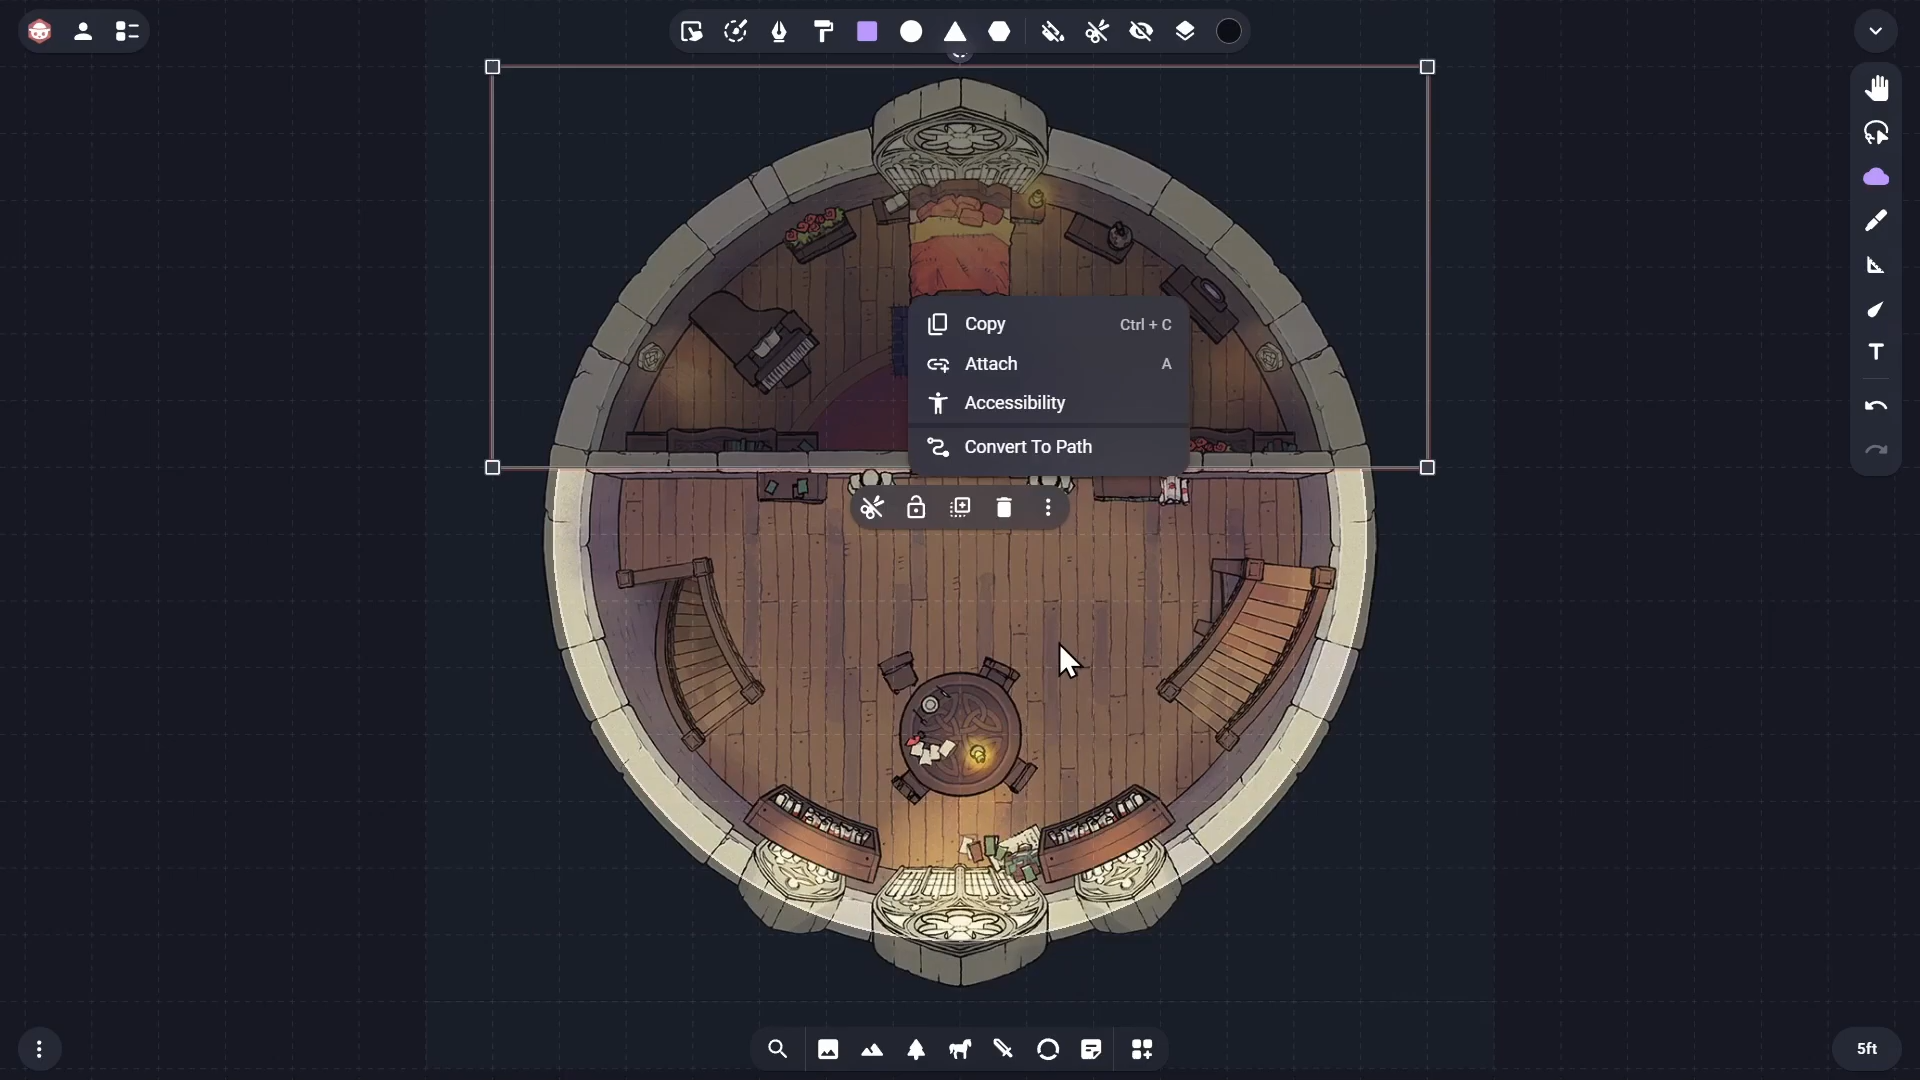 Copy Ctrl + C
Attach A
Accessibility
Convert To Path
T
5ft